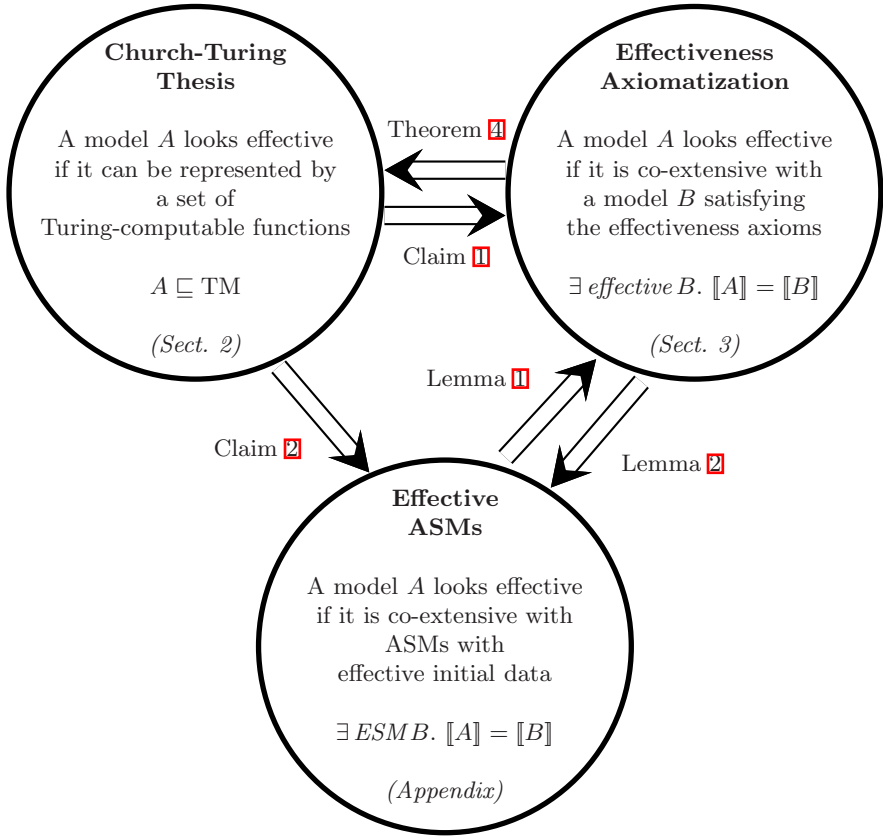 Church-Turing
Thesis
A model A looks effective
if it can be represented by
a set of
Turing-computable functions
A ⊑ TM
(Sect. 2)
Theorem 4
Claim 1
Effectiveness
Axiomatization
A model A looks effective
if it is co-extensive with
a model B satisfying
the effectiveness axioms
∃ effective B. ⟦A⟧ = ⟦B⟧
(Sect. 3)
Claim 2
Lemma 1
Lemma 2
Effective
ASMs
A model A looks effective
if it is co-extensive with
ASMs with
effective initial data
∃ ESM B. ⟦A⟧ = ⟦B⟧
(Appendix)